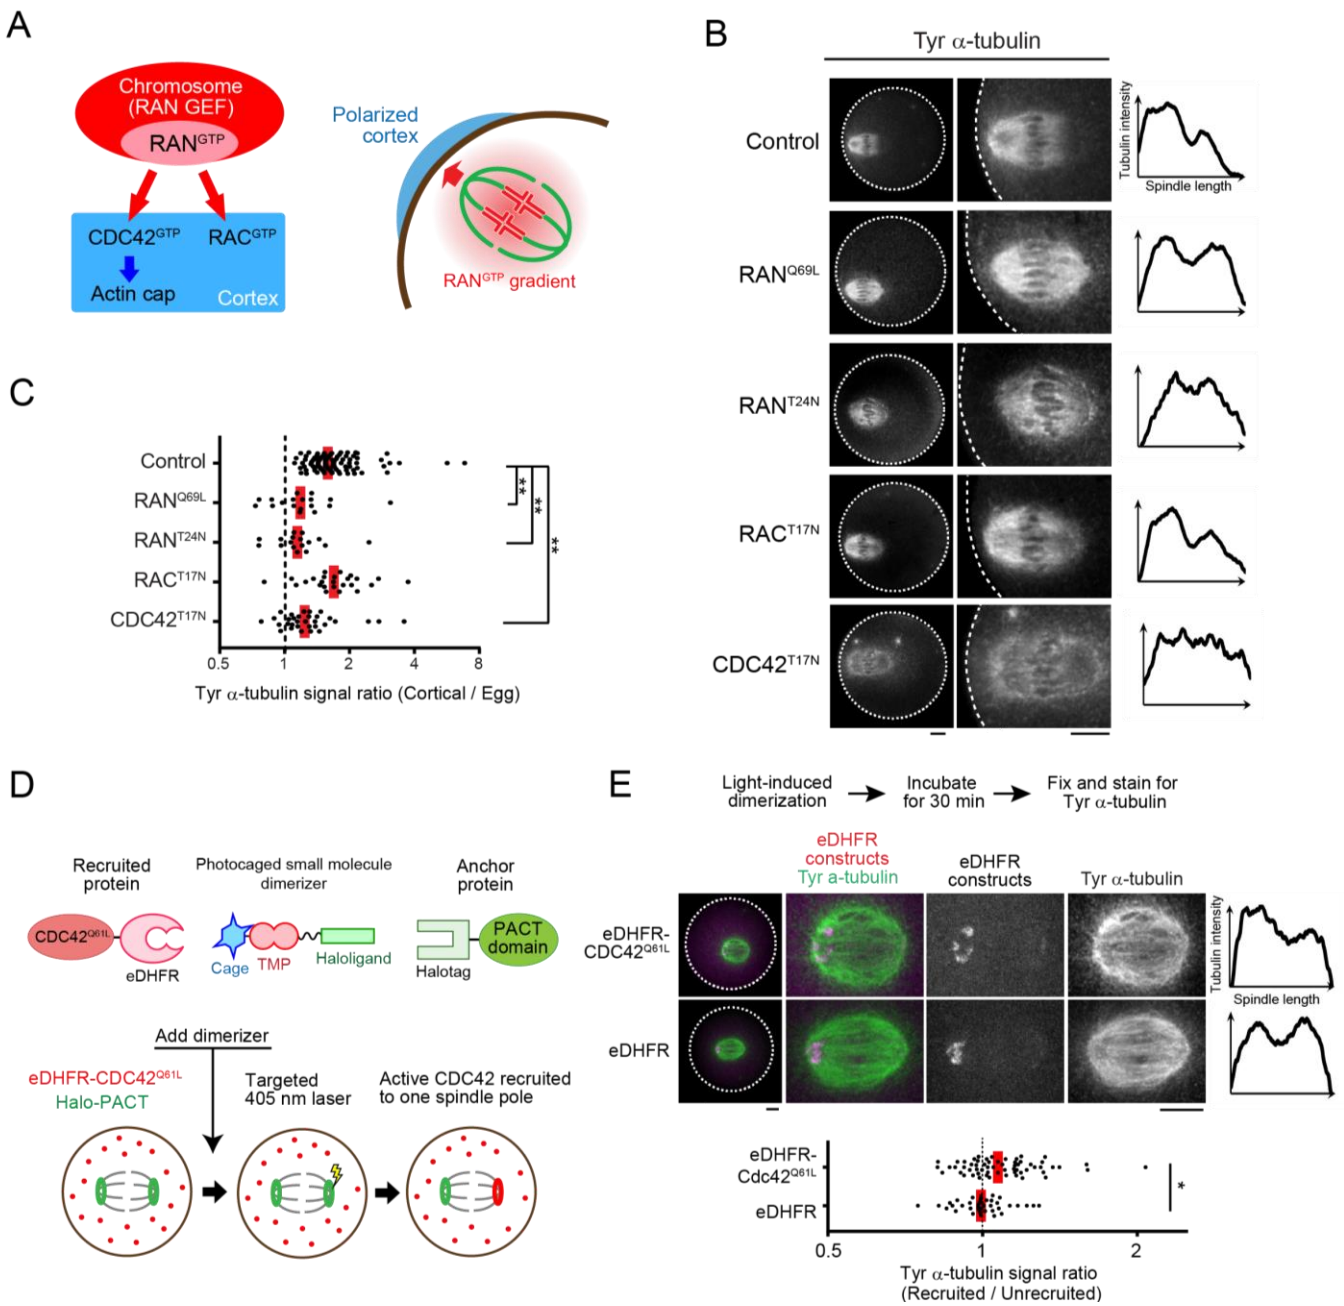 A
Chromosome
(RAN GEF)
RANGTP
CDC42GTP
RACGTP
Actin cap
Cortex
Polarized
cortex
RANGTP gradient
B
Tyr α-tubulin
Control
RANQ69L
RANT24N
RACT17N
CDC42T17N
Tubulin intensity
Spindle length
C
Control
RANQ69L
RANT24N
RACT17N
CDC42T17N
**
**
**
0.5 1 2 4 8
Tyr α-tubulin signal ratio (Cortical / Egg)
D
Recruited
protein
Photocaged small molecule
dimerizer
Anchor
protein
CDC42Q61L
eDHFR
Cage
TMP
Haloligand
Halotag
PACT
domain
Add dimerizer
eDHFR-CDC42Q61L
Halo-PACT
Targeted
405 nm laser
Active CDC42 recruited
to one spindle pole
E
Light-induced
dimerization
Incubate
for 30 min
Fix and stain for
Tyr α-tubulin
eDHFR
constructs
Tyr a-tubulin
eDHFR
constructs
Tyr α-tubulin
eDHFR-
CDC42Q61L
eDHFR
Tubulin intensity
Spindle length
eDHFR-
Cdc42Q61L
eDHFR
*
0.5 1 2
Tyr α-tubulin signal ratio
(Recruited / Unrecruited)